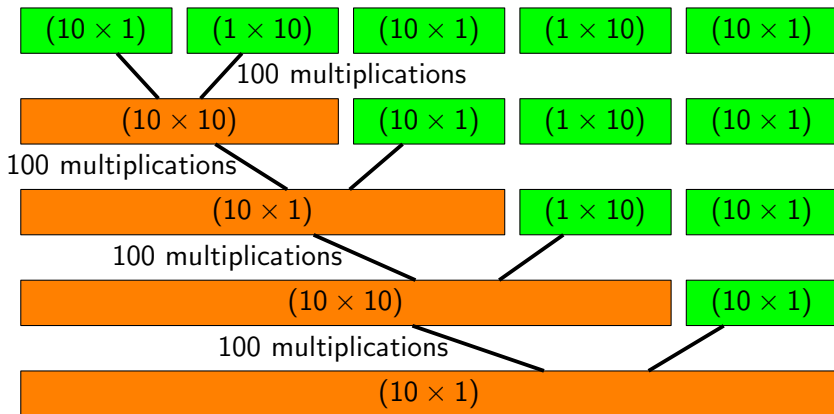 (10 × 1) (1 × 10) (10 × 1) (1 × 10) (10 × 1)
100 multiplications
(10 × 10) (10 × 1) (1 × 10) (10 × 1)
100 multiplications
(10 × 1) (1 × 10) (10 × 1)
100 multiplications
(10 × 10) (10 × 1)
100 multiplications
(10 × 1)